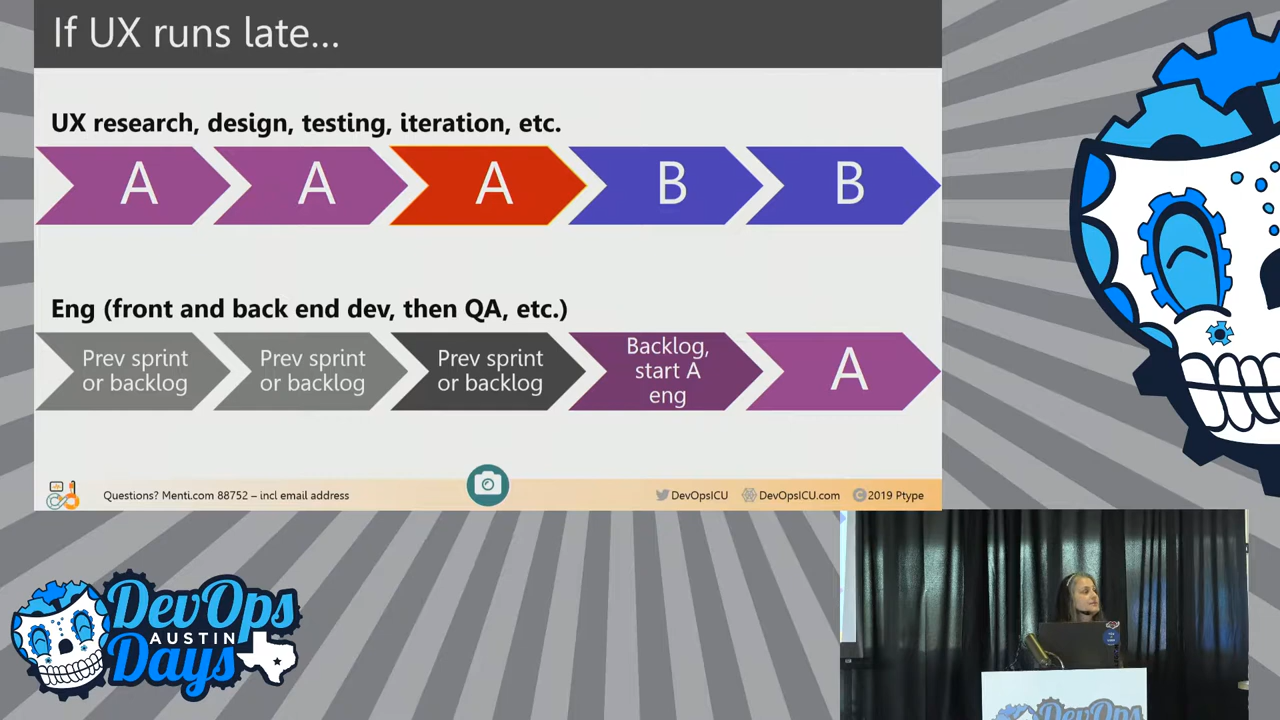 If UX runs late...
UX research, design, testing, iteration, etc.
A
A
A
B
B
Eng (front and back end dev, then QA, etc.)
Prev sprint
or backlog
Prev sprint
or backlog
Prev sprint
or backlog
Backlog,
start A
eng
A
Questions? Menti.com 88752 – incl email address
DevOpsICU
DevOpsICU.com
©2019 Ptype
DevOps
AUSTIN
Days